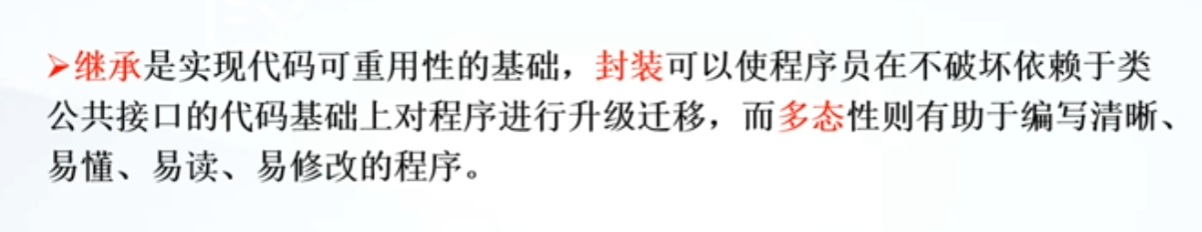 ➢继承是实现代码可重用性的基础，封装可以使程序员在不破坏依赖于类
公共接口的代码基础上对程序进行升级迁移，而多态性则有助于编写清晰、
易懂、易读、易修改的程序。